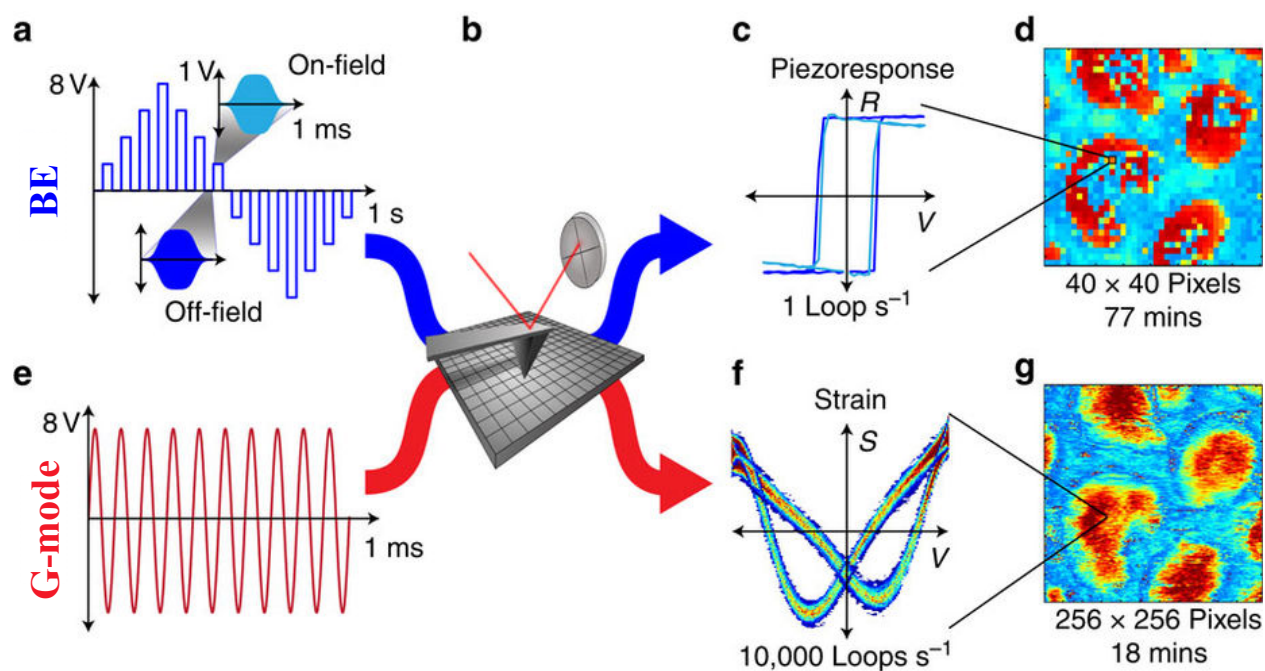 a
8 V
1 V
On-field
1 ms
BE
1 s
Off-field
b
c
Piezoresponse
R
V
1 Loop s⁻¹
d
40 × 40 Pixels
77 mins
e
8 V
G-mode
1 ms
f
Strain
S
V
10,000 Loops s⁻¹
g
256 × 256 Pixels
18 mins